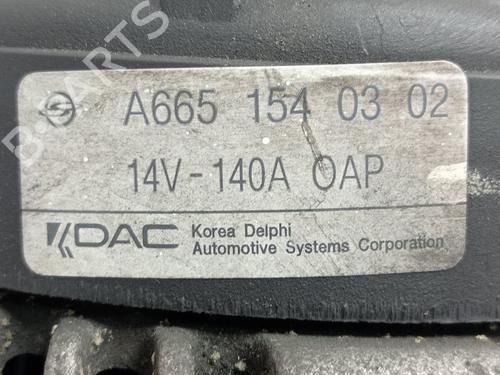 B-PARTS
A665 154 03 02
14V-140A OAP
KDAC Korea Delphi
Automotive Systems Corporation